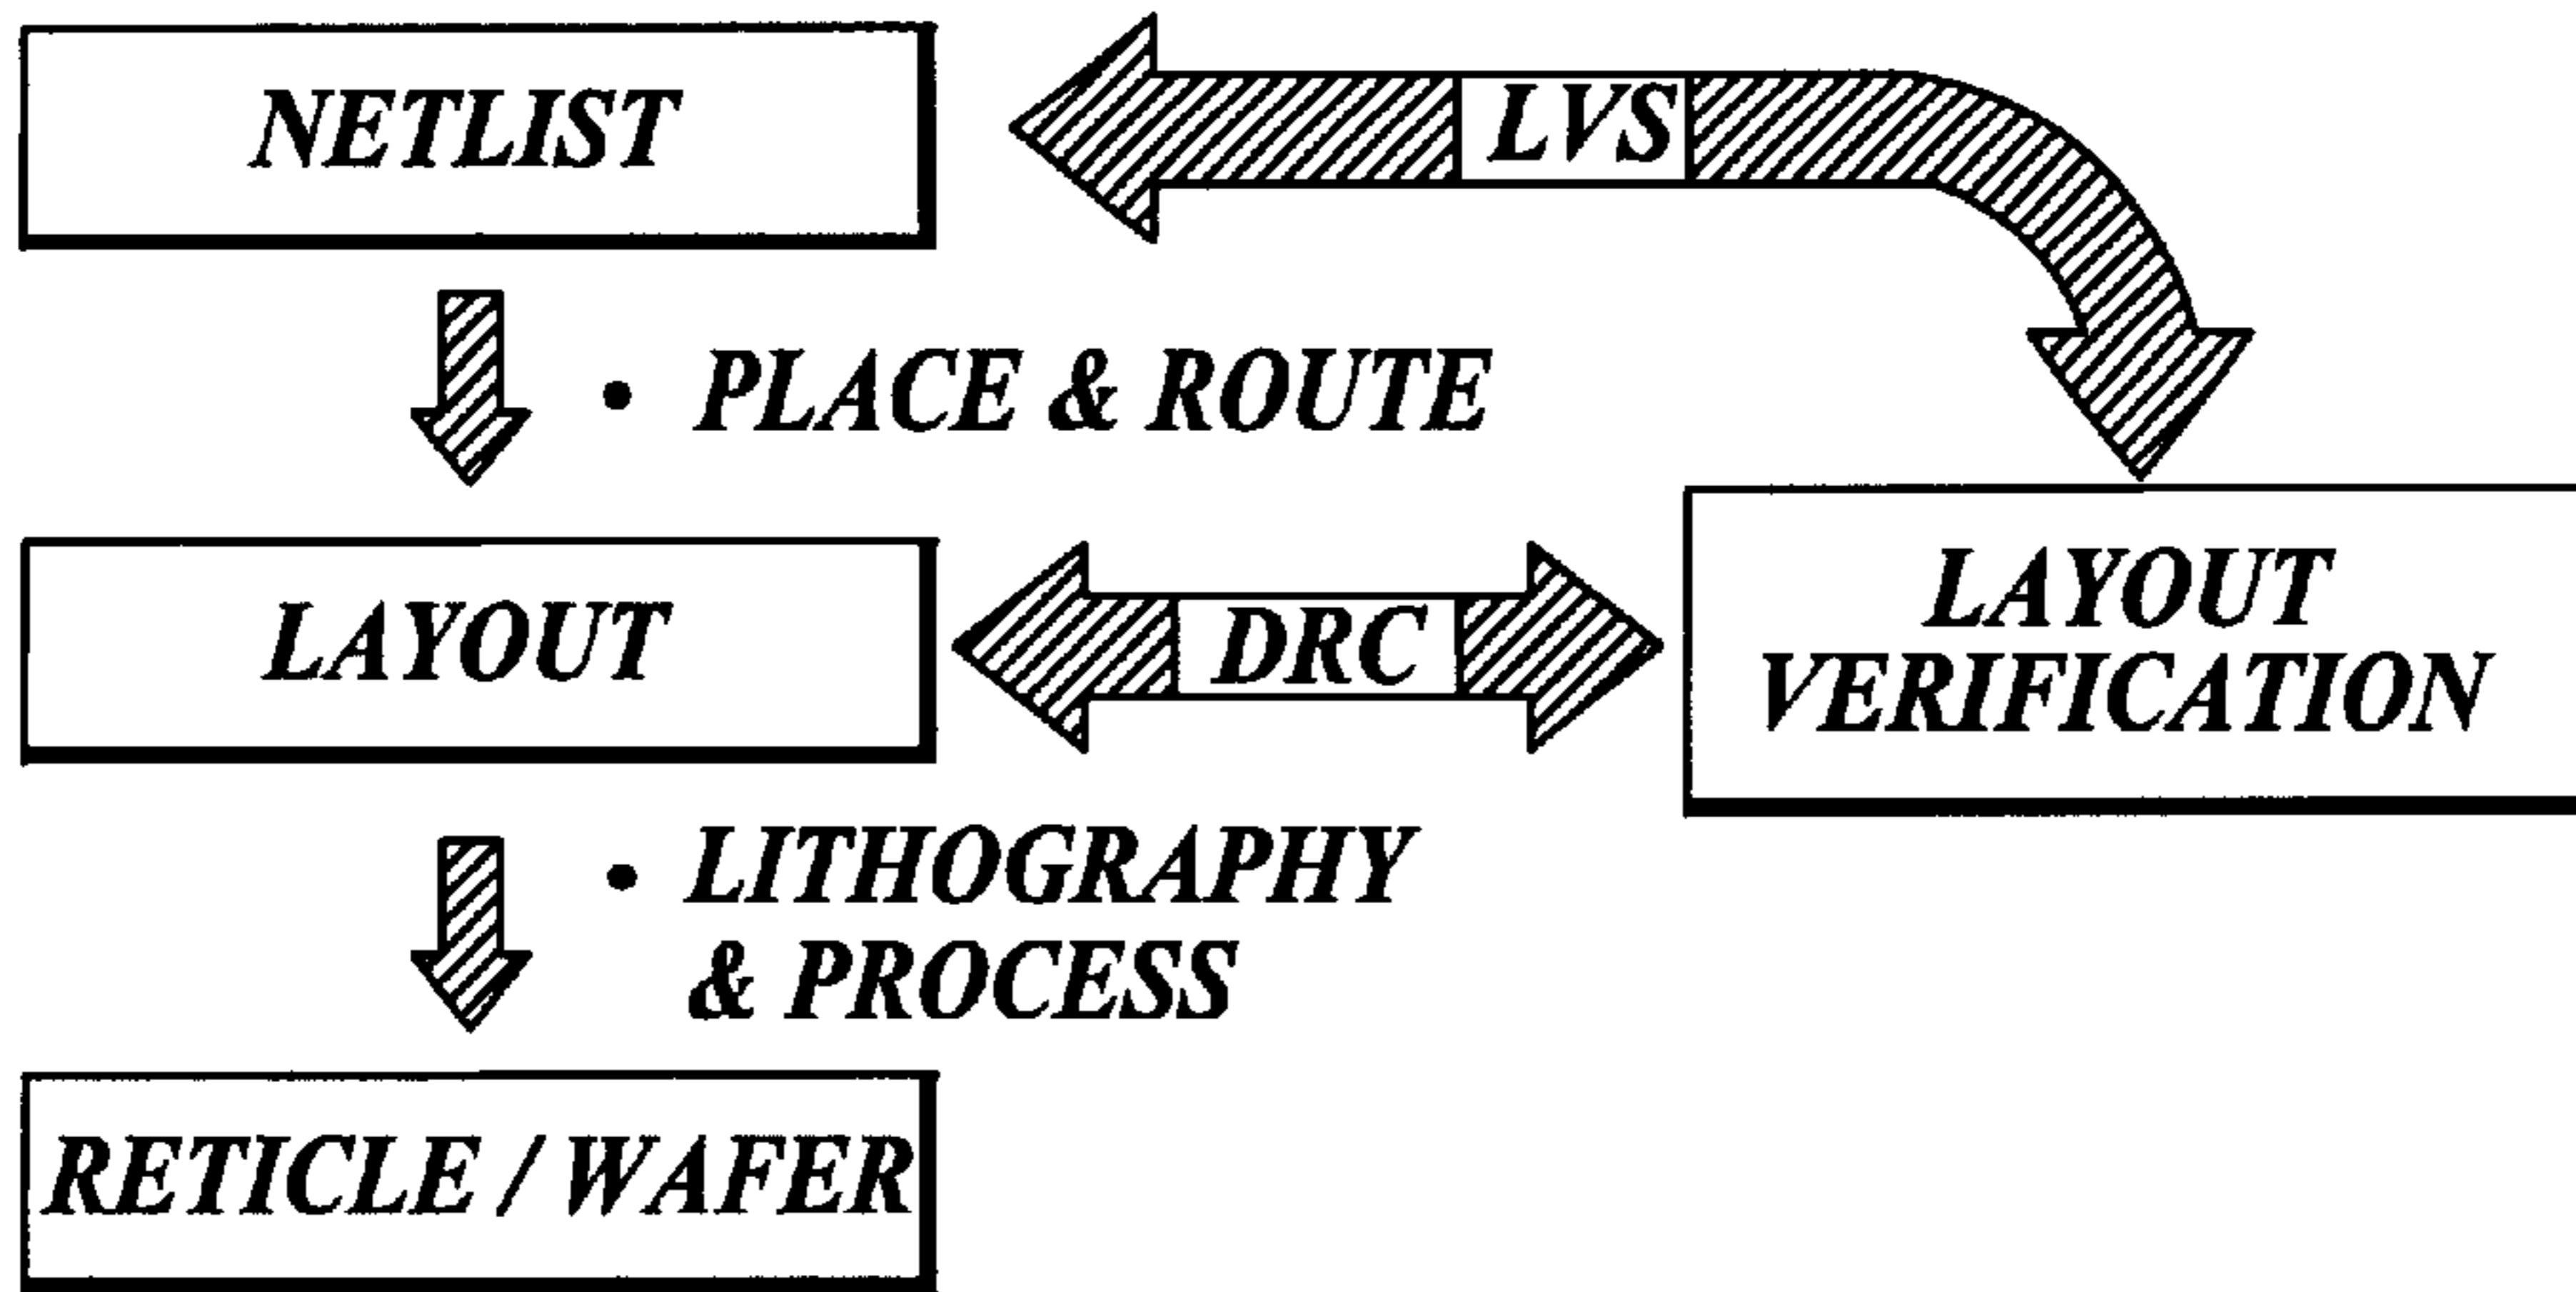 NETLIST
LVS
• PLACE & ROUTE
LAYOUT
DRC
LAYOUT
VERIFICATION
• LITHOGRAPHY
& PROCESS
RETICLE / WAFER